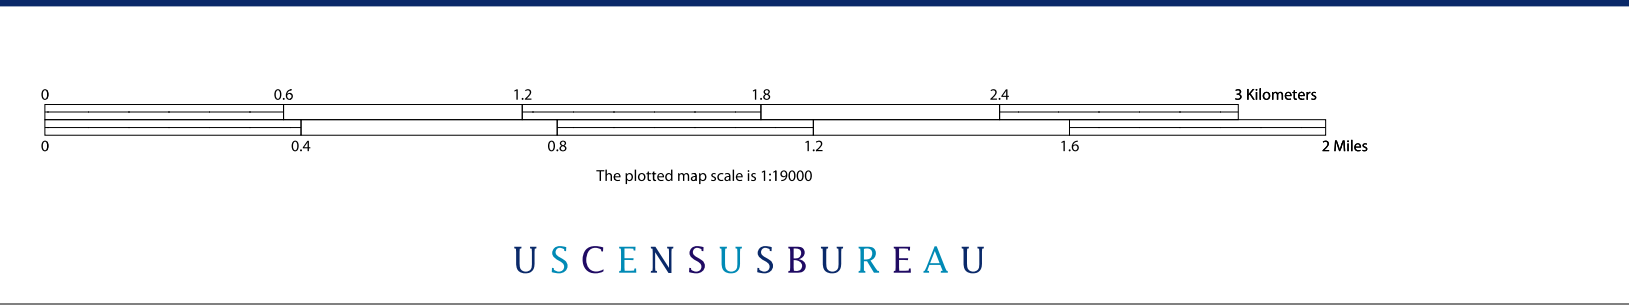 0 0.6 1.2 1.8 2.4 3 Kilometers
0 0.4 0.8 1.2 1.6 2 Miles
The plotted map scale is 1:19000
USCENSUSBUREAU